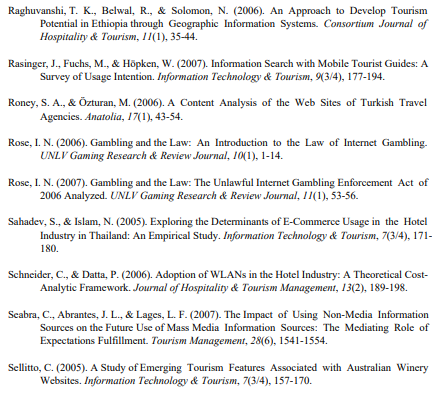 Raghuvanshi, T. K., Belwal, R., & Solomon, N. (2006). An Approach to Develop Tourism
Potential in Ethiopia through Geographic Information Systems. Consortium Journal of
Hospitality & Tourism, 11(1), 35-44.
Rasinger, J., Fuchs, M., & Höpken, W. (2007). Information Search with Mobile Tourist Guides: A
Survey of Usage Intention. Information Technology & Tourism, 9(3/4), 177-194.
Roney, S. A., & Özturan, M. (2006). A Content Analysis of the Web Sites of Turkish Travel
Agencies. Anatolia, 17(1), 43-54.
Rose, I. N. (2006). Gambling and the Law: An Introduction to the Law of Internet Gambling.
UNLV Gaming Research & Review Journal, 10(1), 1-14.
Rose, I. N. (2007). Gambling and the Law: The Unlawful Internet Gambling Enforcement Act of
2006 Analyzed. UNLV Gaming Research & Review Journal, 11(1), 53-56.
Sahadev, S., & Islam, N. (2005). Exploring the Determinants of E-Commerce Usage in the Hotel
Industry in Thailand: An Empirical Study. Information Technology & Tourism, 7(3/4), 171-
180.
Schneider, C., & Datta, P. (2006). Adoption of WLANs in the Hotel Industry: A Theoretical Cost-
Analytic Framework. Journal of Hospitality & Tourism Management, 13(2), 189-198.
Seabra, C., Abrantes, J. L., & Lages, L. F. (2007). The Impact of Using Non-Media Information
Sources on the Future Use of Mass Media Information Sources: The Mediating Role of
Expectations Fulfillment. Tourism Management, 28(6), 1541-1554.
Sellitto, C. (2005). A Study of Emerging Tourism Features Associated with Australian Winery
Websites. Information Technology & Tourism, 7(3/4), 157-170.